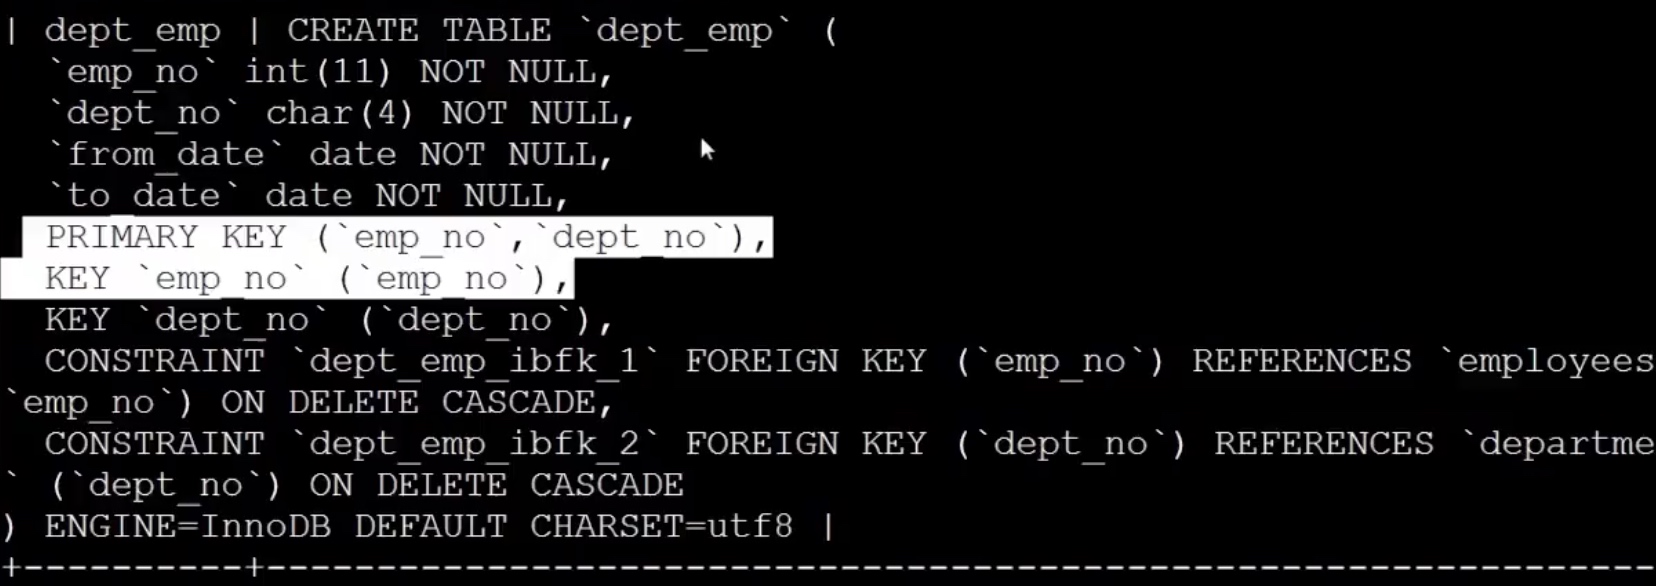 | dept_emp | CREATE TABLE `dept_emp` (
  `emp_no` int(11) NOT NULL,
  `dept_no` char(4) NOT NULL,
  `from_date` date NOT NULL,
  `to_date` date NOT NULL,
  PRIMARY KEY (`emp_no`,`dept_no`),
  KEY `emp_no` (`emp_no`),
  KEY `dept_no` (`dept_no`),
  CONSTRAINT `dept_emp_ibfk_1` FOREIGN KEY (`emp_no`) REFERENCES `employees
`emp_no`) ON DELETE CASCADE,
  CONSTRAINT `dept_emp_ibfk_2` FOREIGN KEY (`dept_no`) REFERENCES `departme
` (`dept_no`) ON DELETE CASCADE
) ENGINE=InnoDB DEFAULT CHARSET=utf8 |
+----------+----------------------------------------------------------------